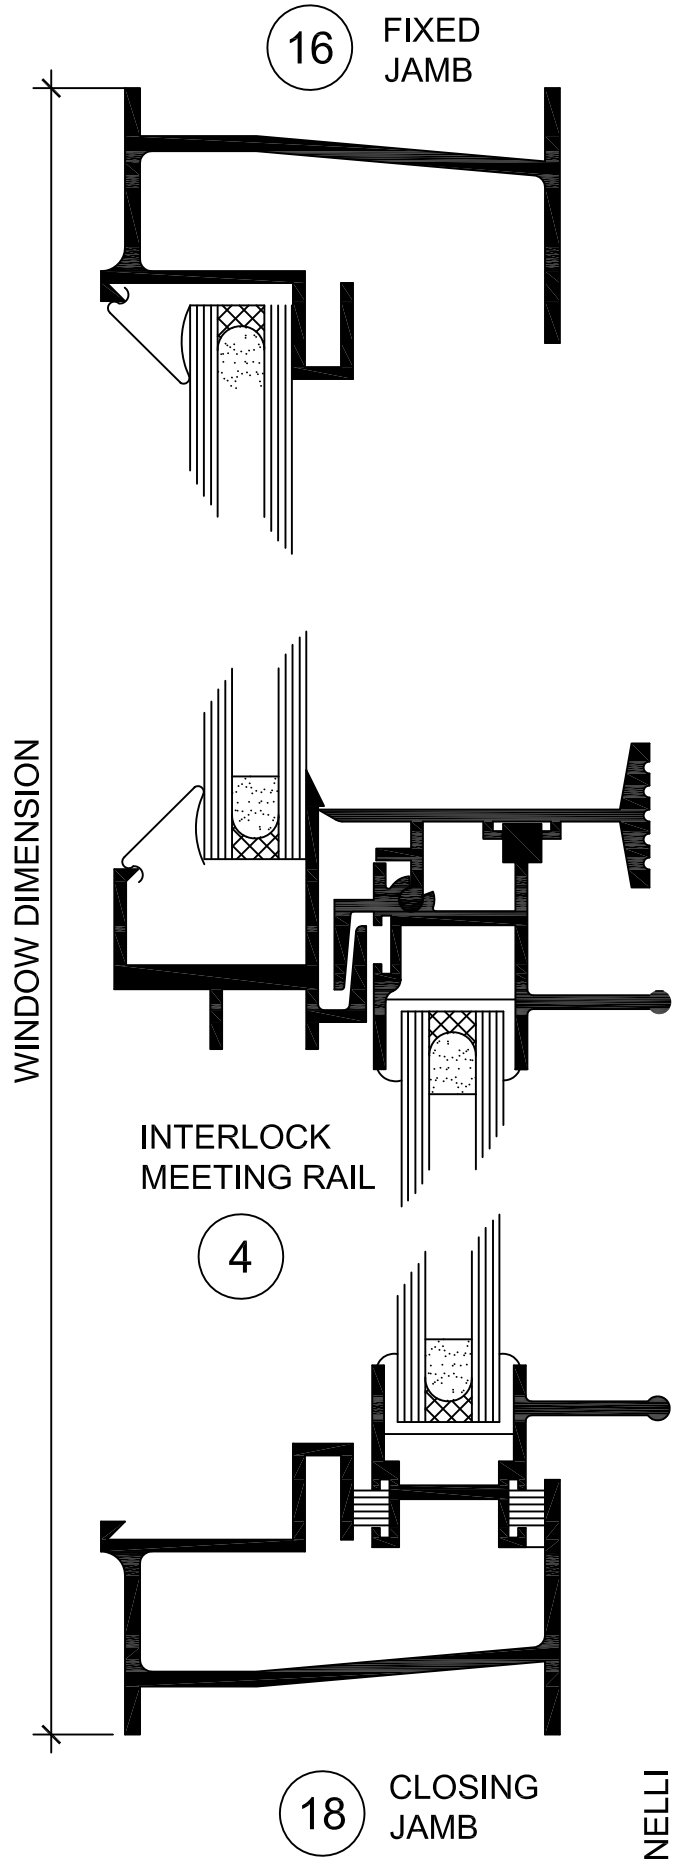 16
FIXED
JAMB
WINDOW DIMENSION
INTERLOCK
MEETING RAIL
4
18
CLOSING
JAMB
NELLI